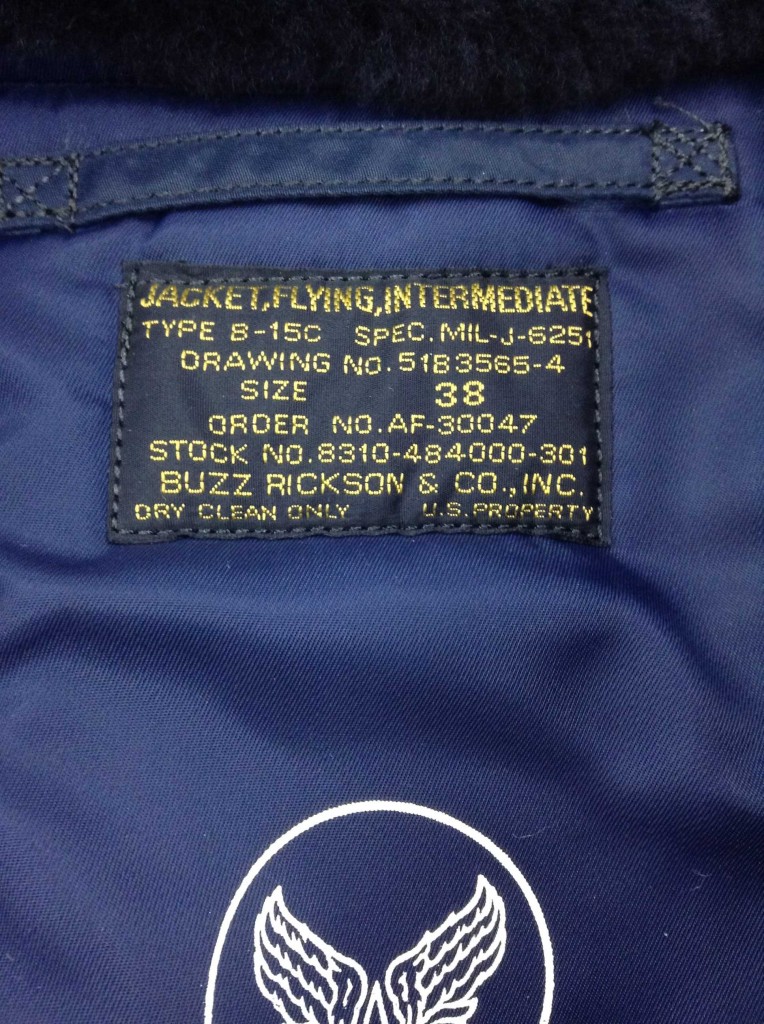 JACKET,FLYING,INTERMEDIATE
TYPE B-15C SPEC.MIL-J-6251
DRAWING NO.51B3565-4
SIZE 38
ORDER NO.AF-30047
STOCK NO.8310-484000-301
BUZZ RICKSON & CO.,INC.
DRY CLEAN ONLY U.S.PROPERTY